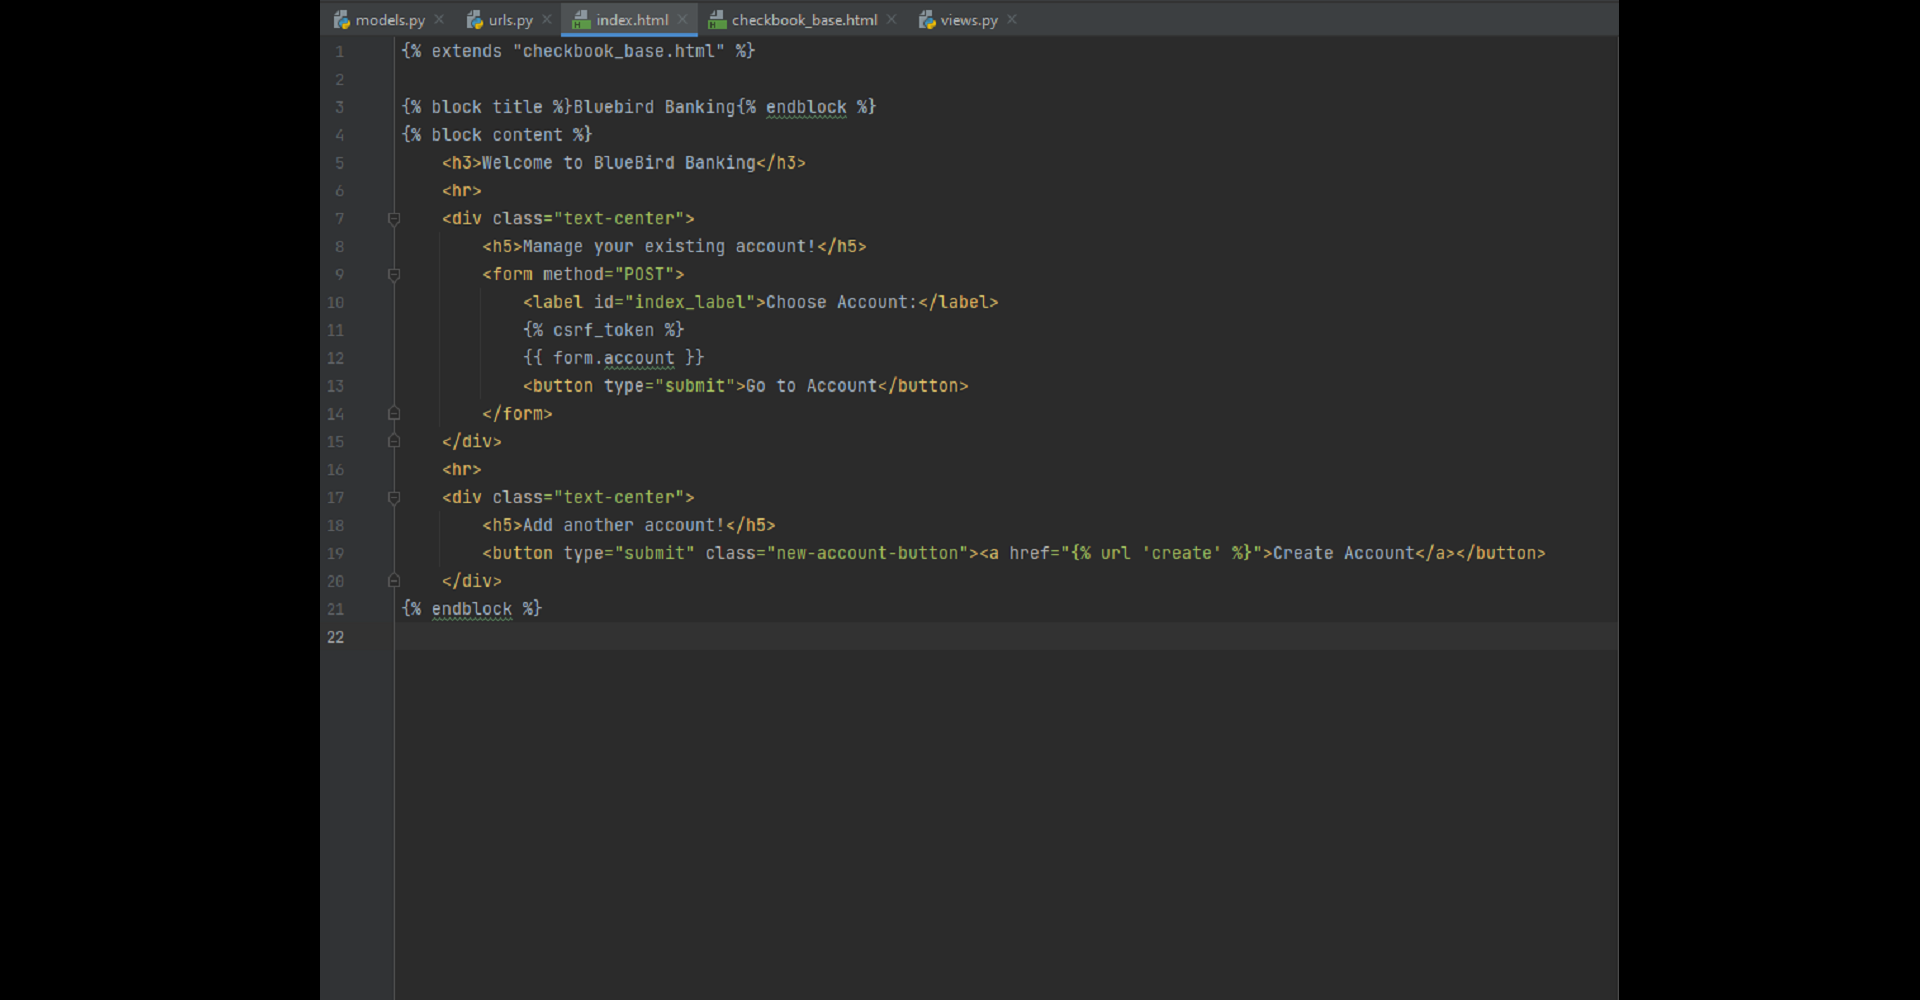 models.py urls.py index.html checkbook_base.html views.py
1 {% extends "checkbook_base.html" %}
2
3 {% block title %}Bluebird Banking{% endblock %}
4 {% block content %}
5 <h3>Welcome to BlueBird Banking</h3>
6 <hr>
7 <div class="text-center">
8 <h5>Manage your existing account!</h5>
9 <form method="POST">
10 <label id="index_label">Choose Account:</label>
11 {% csrf_token %}
12 {{ form.account }}
13 <button type="submit">Go to Account</button>
14 </form>
15 </div>
16 <hr>
17 <div class="text-center">
18 <h5>Add another account!</h5>
19 <button type="submit" class="new-account-button"><a href="{% url 'create' %}">Create Account</a></button>
20 </div>
21 {% endblock %}
22